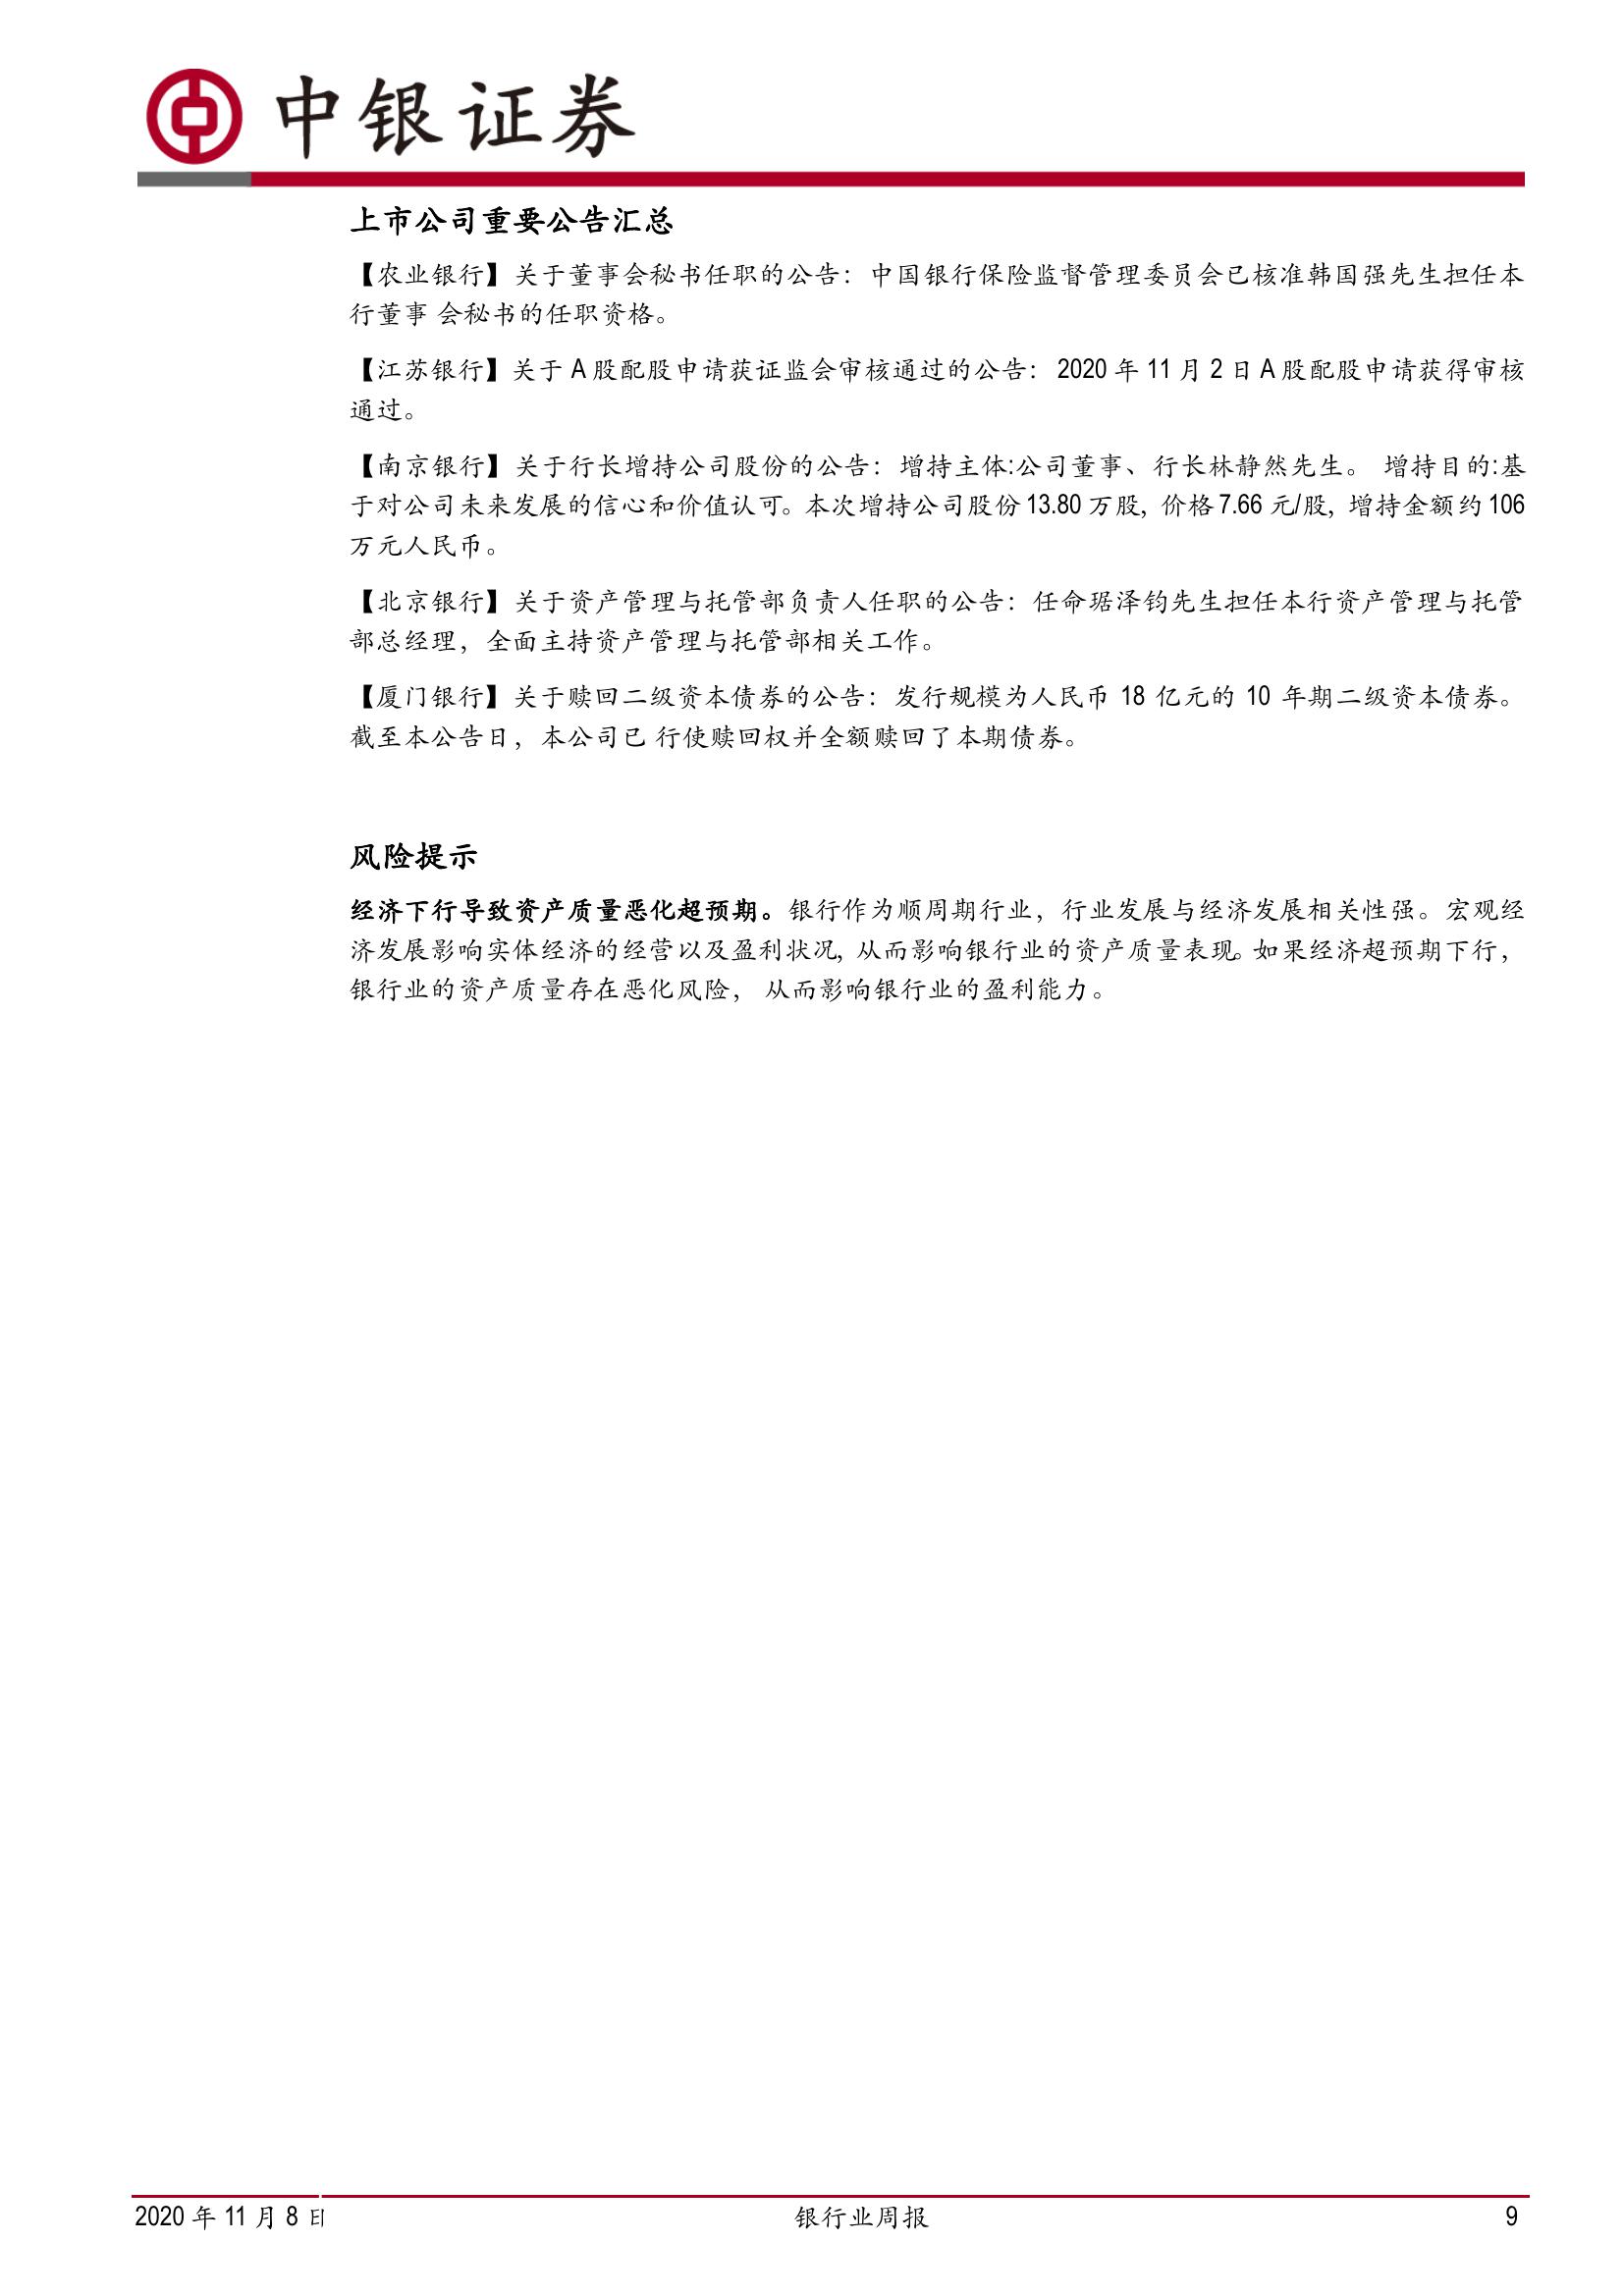 中银证券
上市公司重要公告汇总
【农业银行】关于董事会秘书任职的公告：中国银行保险监督管理委员会已核准韩国强先生担任本
行董事 会秘书的任职资格。
【江苏银行】关于 A 股配股申请获证监会审核通过的公告：2020 年 11 月 2 日 A 股配股申请获得审核
通过。
【南京银行】关于行长增持公司股份的公告：增持主体:公司董事、行长林静然先生。 增持目的:基
于对公司未来发展的信心和价值认可。本次增持公司股份 13.80 万股，价格 7.66 元/股，增持金额约 106
万元人民币。
【北京银行】关于资产管理与托管部负责人任职的公告：任命琚泽钧先生担任本行资产管理与托管
部总经理，全面主持资产管理与托管部相关工作。
【厦门银行】关于赎回二级资本债券的公告：发行规模为人民币 18 亿元的 10 年期二级资本债券。
截至本公告日，本公司已 行使赎回权并全额赎回了本期债券。
风险提示
经济下行导致资产质量恶化超预期。银行作为顺周期行业，行业发展与经济发展相关性强。宏观经
济发展影响实体经济的经营以及盈利状况，从而影响银行业的资产质量表现。如果经济超预期下行，
银行业的资产质量存在恶化风险， 从而影响银行业的盈利能力。
2020 年 11 月 8 日 银行业周报 9